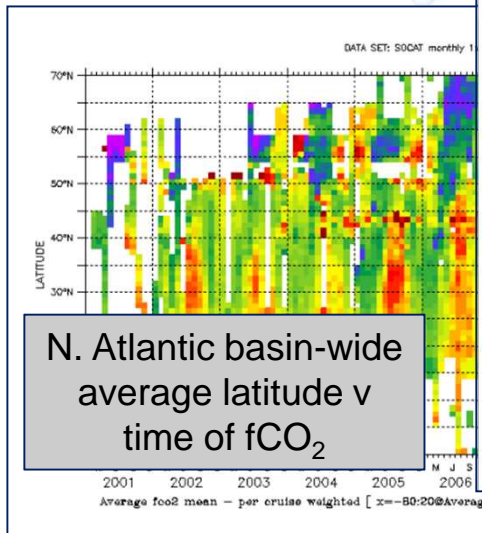 DATA SET: SOCAT monthly 1
70°N
60°N
50°N
40°N
30°N
LATITUDE
N. Atlantic basin-wide
average latitude v
time of fCO₂
M J S
2001 2002 2003 2004 2005 2006
Average fco2 mean - per cruise weighted [ x=-80:20@Averag